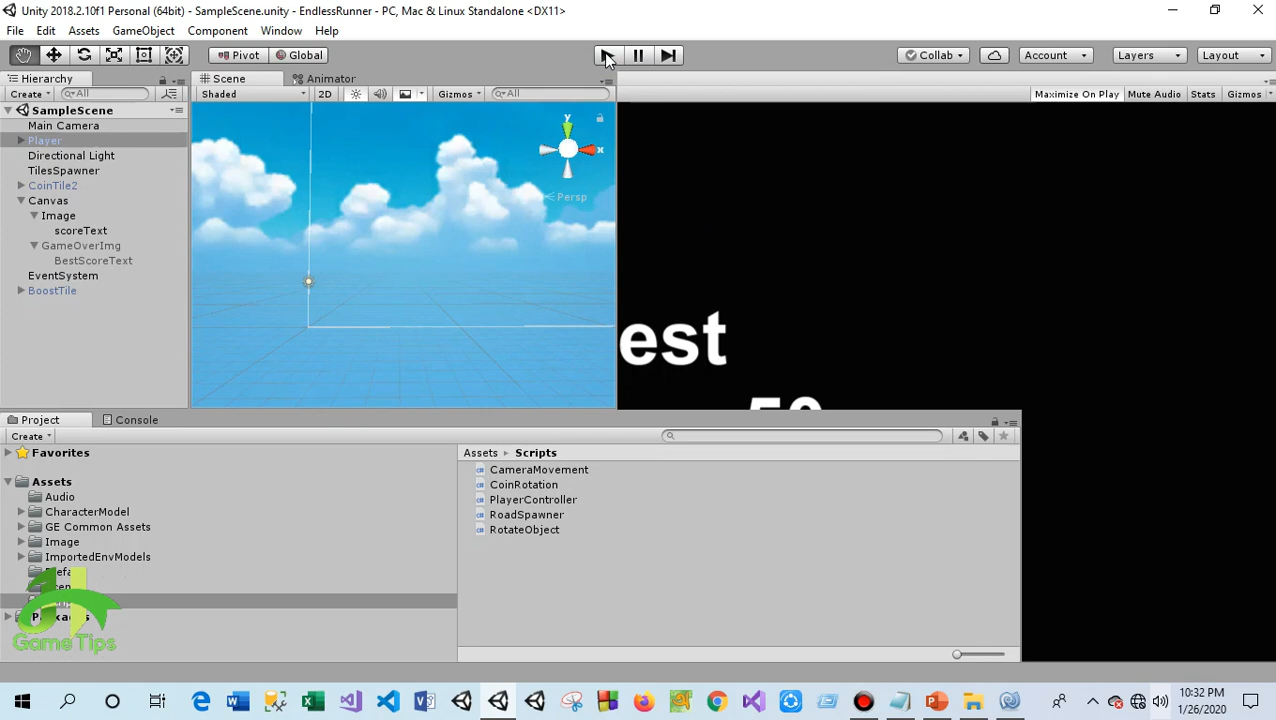 Unity 2018.2.10f1 Personal (64bit) - SampleScene.unity - EndlessRunner - PC, Mac & Linux Standalone <DX11>
File Edit Assets GameObject Component Window Help
Pivot Global Collab Account Layers Layout
Hierarchy Scene Animator
Create All Shaded 2D Gizmos All Maximize On Play Mute Audio Stats Gizmos
SampleScene
Main Camera
Player
Directional Light
TilesSpawner
CoinTile2
Canvas
Image
scoreText
GameOverImg
BestScoreText
EventSystem
BoostTile
y
x
Persp
est
50
Project Console
Create
Favorites
Assets
Audio
CharacterModel
GE Common Assets
Image
ImportedEnvModels
Assets Scripts
CameraMovement
CoinRotation
PlayerController
RoadSpawner
RotateObject
GameTips
10:32 PM
1/26/2020